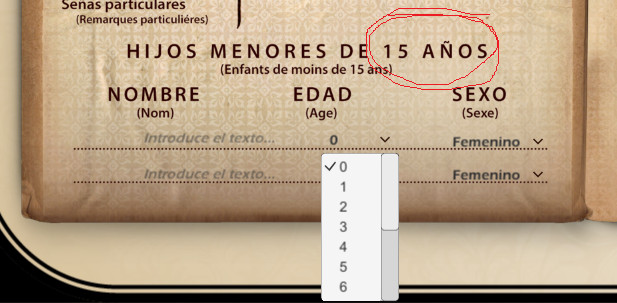 Señas particulares
(Remarques particuliéres)
HIJOS MENORES DE 15 AÑOS
(Enfants de moins de 15 ans)
NOMBRE EDAD SEXO
(Nom) (Age) (Sexe)
Introduce el texto... 0 Femenino
Introduce el texto... Femenino
0
1
2
3
4
5
6